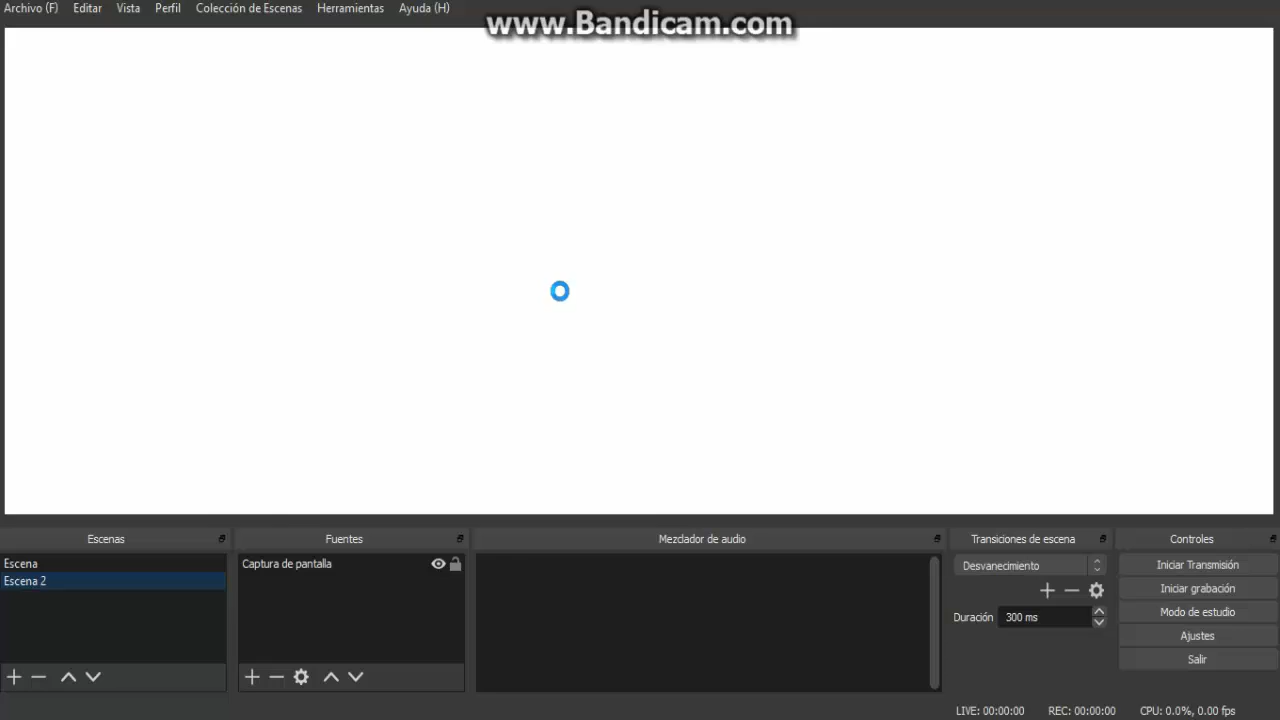 Archivo (F) Editar Vista Perfil Colección de Escenas Herramientas Ayuda (H)
www.Bandicam.com
Escenas Fuentes Mezclador de audio Transiciones de escena Controles
Escena
Escena 2
Captura de pantalla
Desvanecimiento
Duración 300 ms
Iniciar Transmisión
Iniciar grabación
Modo de estudio
Ajustes
Salir
LIVE: 00:00:00 REC: 00:00:00 CPU: 0.0%, 0.00 fps